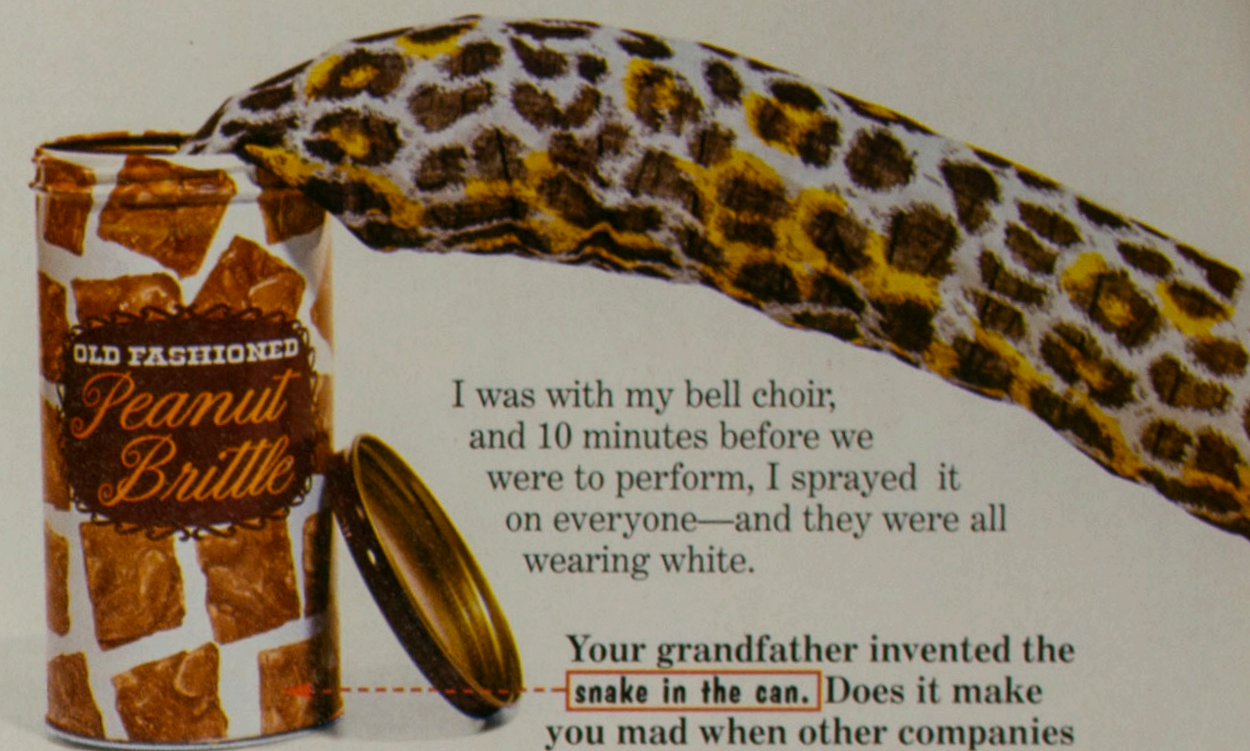 OLD FASHIONED
Peanut
Brittle
I was with my bell choir,
and 10 minutes before we
were to perform, I sprayed it
on everyone—and they were all
wearing white.
Your grandfather invented the
snake in the can. Does it make
you mad when other companies